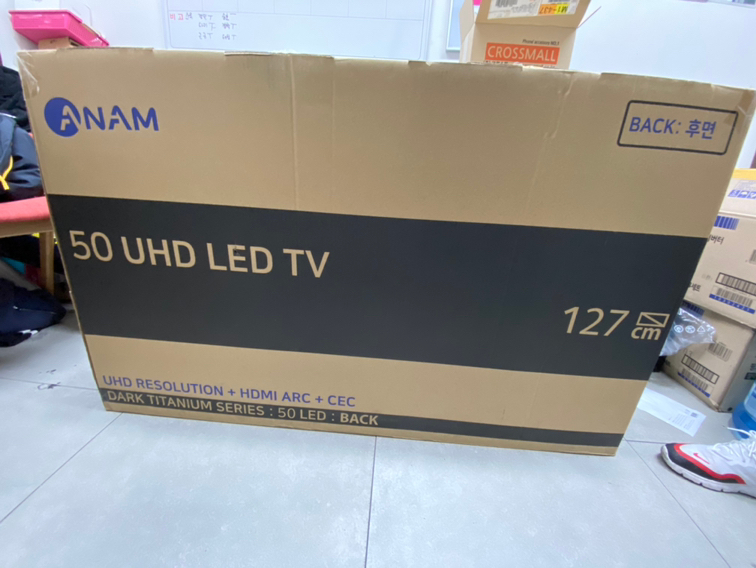 CROSSMALL
ANAM
BACK: 후면
50 UHD LED TV
127 cm
UHD RESOLUTION + HDMI ARC + CEC
DARK TITANIUM SERIES : 50 LED : BACK